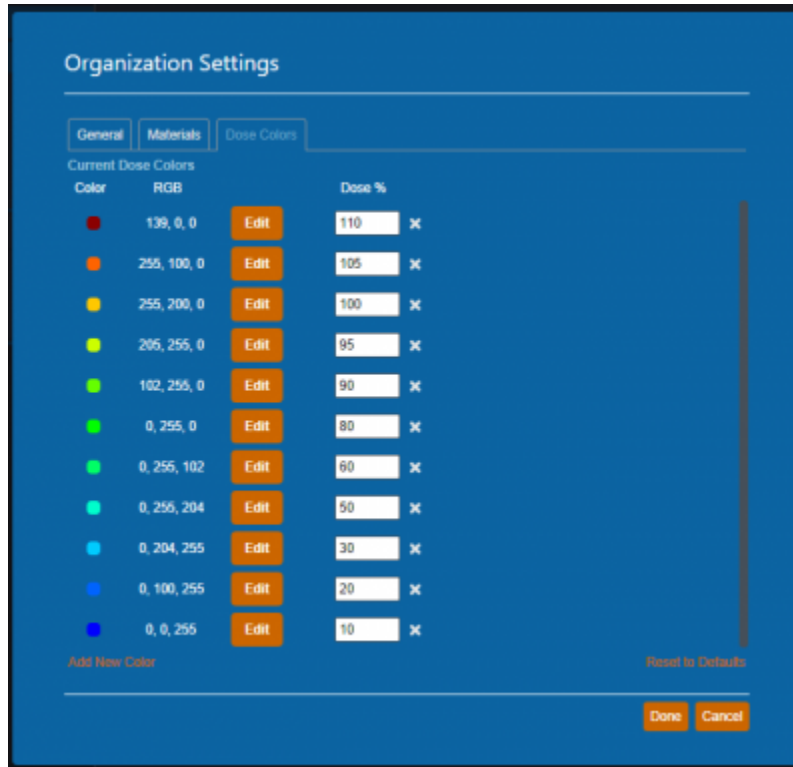 Organization Settings
General Materials Dose Colors
Current Dose Colors
Color RGB Dose %
139, 0, 0 Edit 110
255, 100, 0 Edit 105
255, 200, 0 Edit 100
205, 255, 0 Edit 95
102, 255, 0 Edit 90
0, 255, 0 Edit 80
0, 255, 102 Edit 60
0, 255, 204 Edit 50
0, 204, 255 Edit 30
0, 100, 255 Edit 20
0, 0, 255 Edit 10
Add New Color Reset to Defaults
Done Cancel